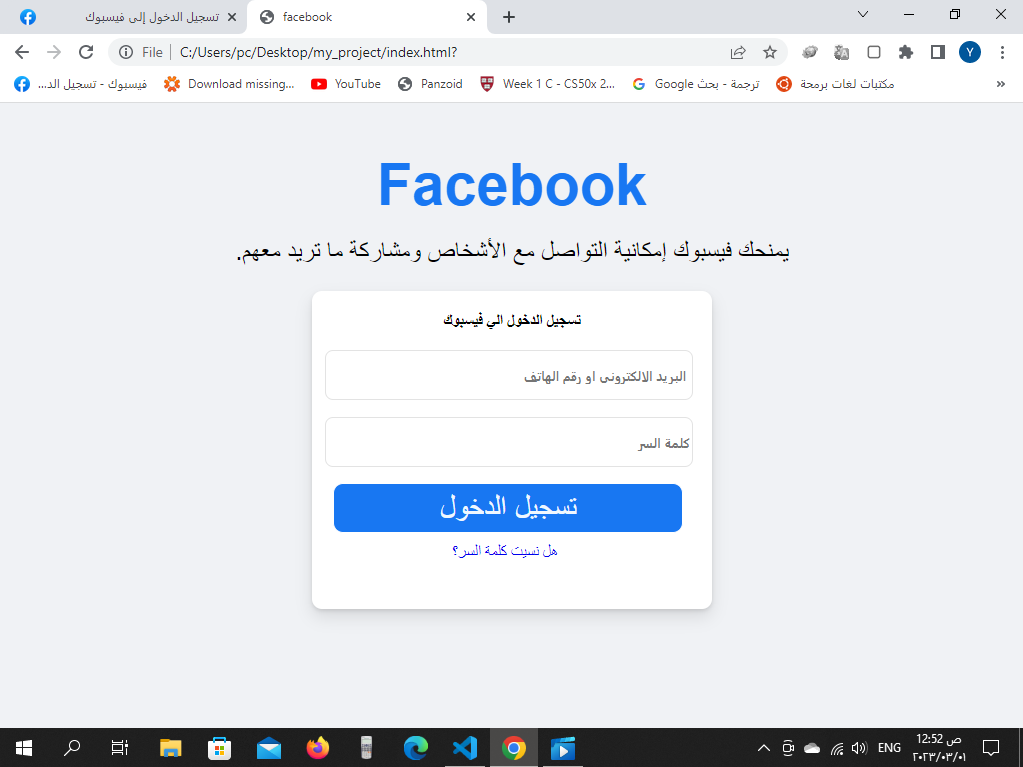 تسجيل الدخول إلى فيسبوك
facebook
File
C:/Users/pc/Desktop/my_project/index.html?
Y
فيسبوك - تسجيل الد...
Download missing...
YouTube
Panzoid
Week 1 C - CS50x 2...
ترجمة - بحث Google
مكتبات لغات برمجة
Facebook
يمنحك فيسبوك إمكانية التواصل مع الأشخاص ومشاركة ما تريد معهم.
تسجيل الدخول الي فيسبوك
البريد الالكتروني او رقم الهاتف
كلمة السر
تسجيل الدخول
هل نسيت كلمة السر؟
ENG
12:52 ص
٢٠٢٣/٠٣/٠١